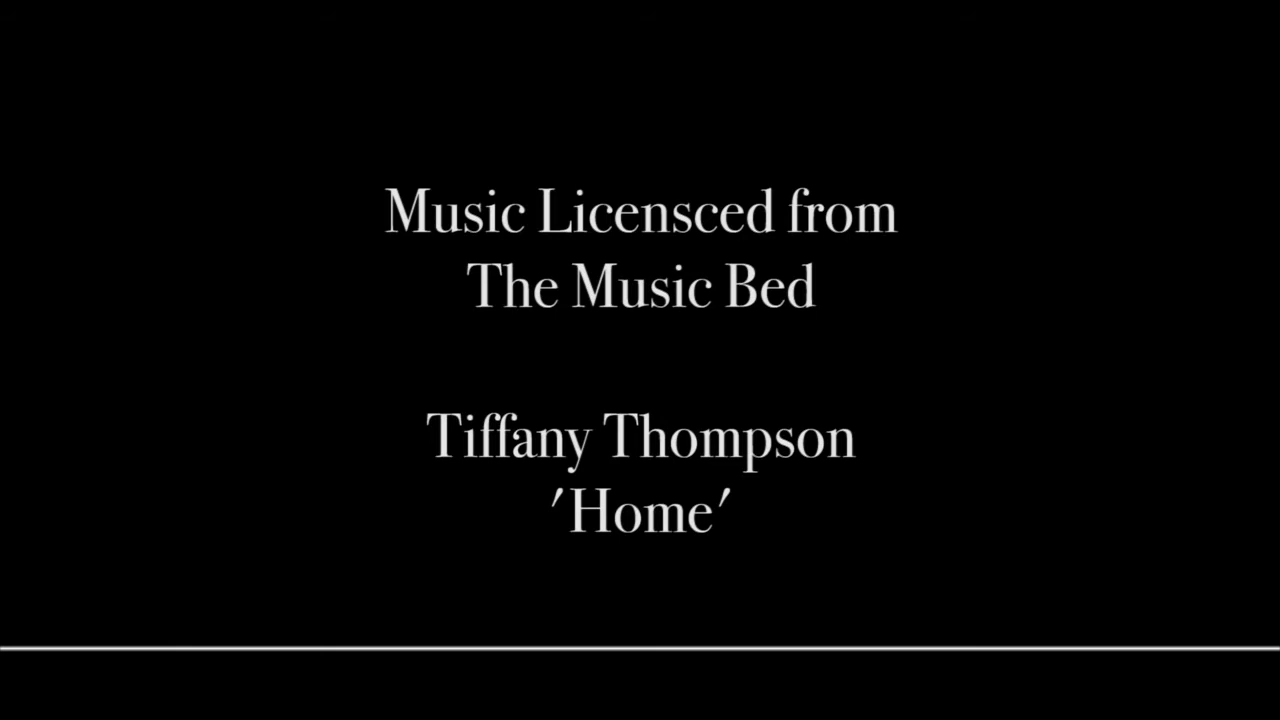 Music Licensced from
The Music Bed
Tiffany Thompson
'Home'